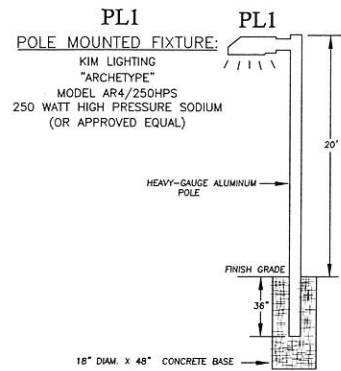 PL1
PL1
POLE MOUNTED FIXTURE:
KIM LIGHTING
"ARCHETYPE"
MODEL AR4/250HPS
250 WATT HIGH PRESSURE SODIUM
(OR APPROVED EQUAL)
20'
HEAVY-GAUGE ALUMINUM
POLE
FINISH GRADE
36"
18" DIAM. X 48" CONCRETE BASE